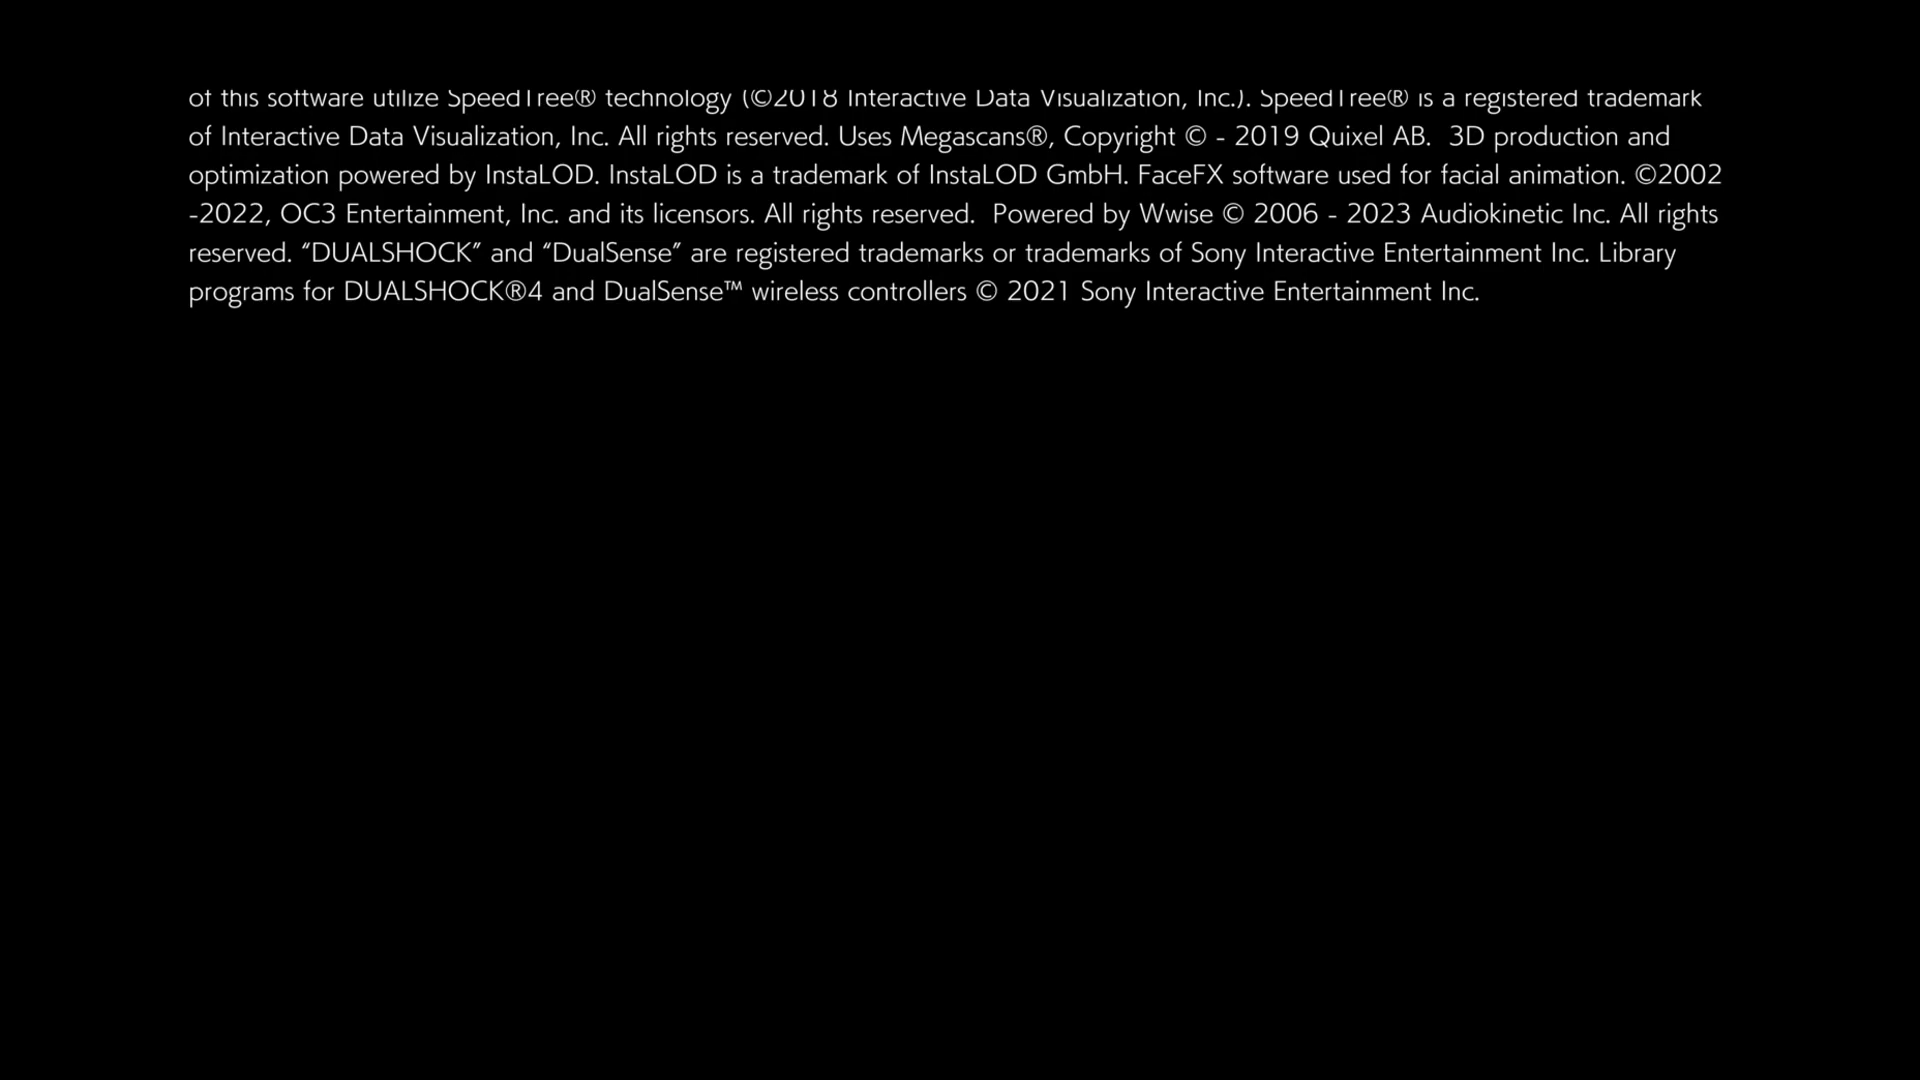 of this software utilize SpeedTree® technology (©2018 Interactive Data Visualization, Inc.). SpeedTree® is a registered trademark
of Interactive Data Visualization, Inc. All rights reserved. Uses Megascans®, Copyright © - 2019 Quixel AB.  3D production and
optimization powered by InstaLOD. InstaLOD is a trademark of InstaLOD GmbH. FaceFX software used for facial animation. ©2002
-2022, OC3 Entertainment, Inc. and its licensors. All rights reserved.  Powered by Wwise © 2006 - 2023 Audiokinetic Inc. All rights
reserved. “DUALSHOCK” and “DualSense” are registered trademarks or trademarks of Sony Interactive Entertainment Inc. Library
programs for DUALSHOCK®4 and DualSense™ wireless controllers © 2021 Sony Interactive Entertainment Inc.